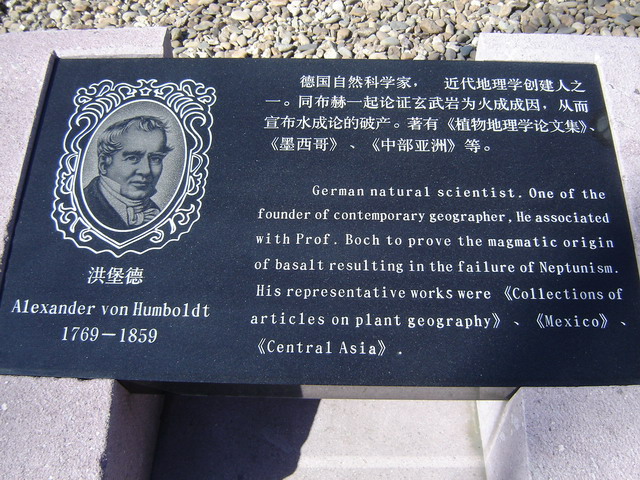 德国自然科学家， 近代地理学创建人之
一。同布赫一起论证玄武岩为火成成因，从而
宣布水成论的破产。著有《植物地理学论文集》、
《墨西哥》、《中部亚洲》等。
German natural scientist. One of the
founder of contemporary geographer, He associated
with Prof. Boch to prove the magmatic origin
of basalt resulting in the failure of Neptunism.
His representative works were 《Collections of
articles on plant geography》、《Mexico》、
《Central Asia》.
洪堡德
Alexander von Humboldt
1769－1859